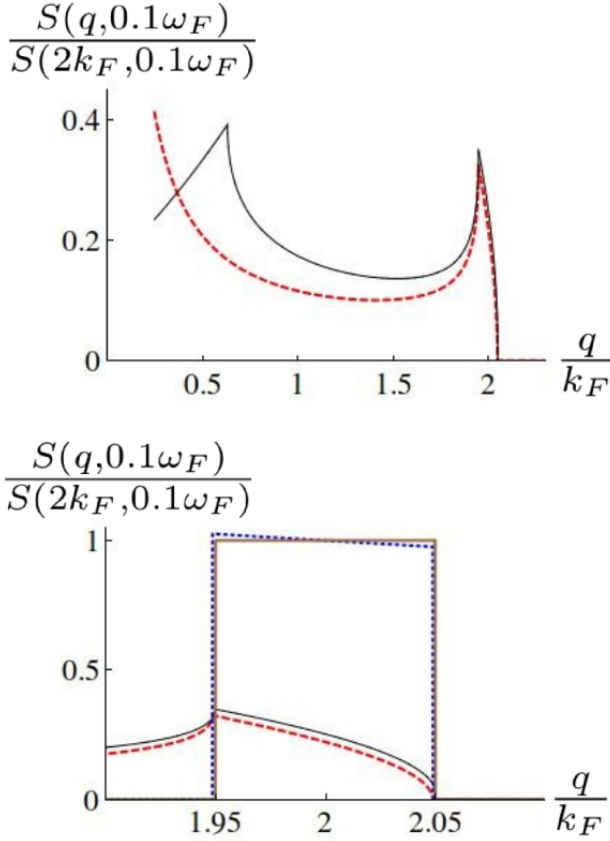 S(q,0.1ω_F)
S(2k_F,0.1ω_F)
0.4
0.2
0
0.5 1 1.5 2
q
k_F
S(q,0.1ω_F)
S(2k_F,0.1ω_F)
1
0.5
0
1.95 2 2.05
q
k_F